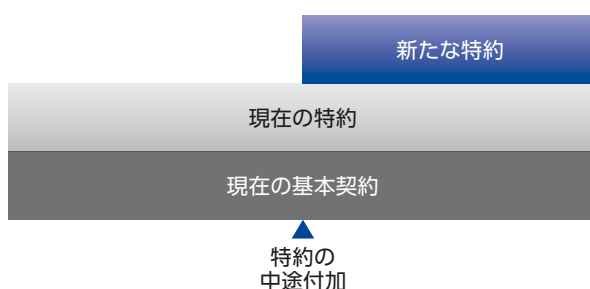 新たな特約
現在の特約
現在の基本契約
特約の
中途付加